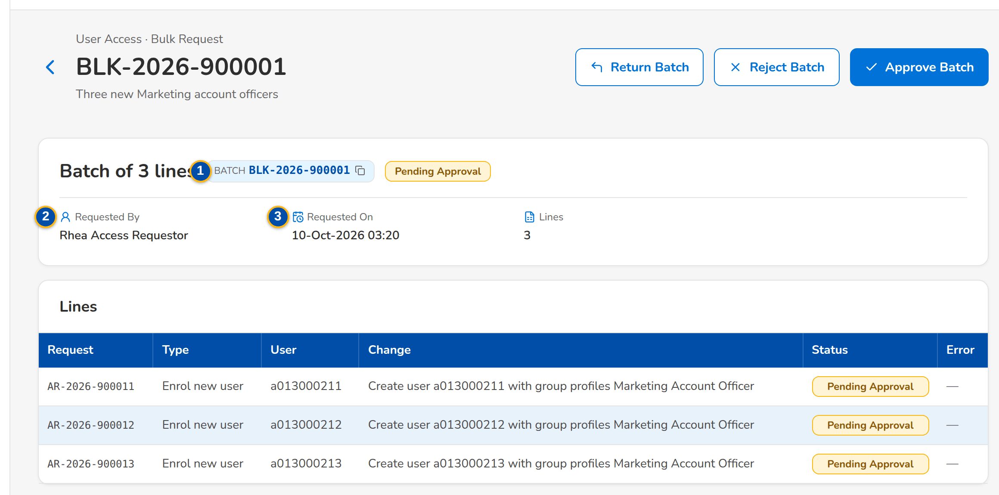 User Access · Bulk Request
BLK-2026-900001
Three new Marketing account officers
Return Batch
Reject Batch
Approve Batch
Batch of 3 lines
1
BATCH BLK-2026-900001
Pending Approval
2
Requested By
3
Requested On
Lines
Rhea Access Requestor
10-Oct-2026 03:20
3
Lines
Request Type User Change Status Error
AR-2026-900011 Enrol new user a013000211 Create user a013000211 with group profiles Marketing Account Officer Pending Approval —
AR-2026-900012 Enrol new user a013000212 Create user a013000212 with group profiles Marketing Account Officer Pending Approval —
AR-2026-900013 Enrol new user a013000213 Create user a013000213 with group profiles Marketing Account Officer Pending Approval —